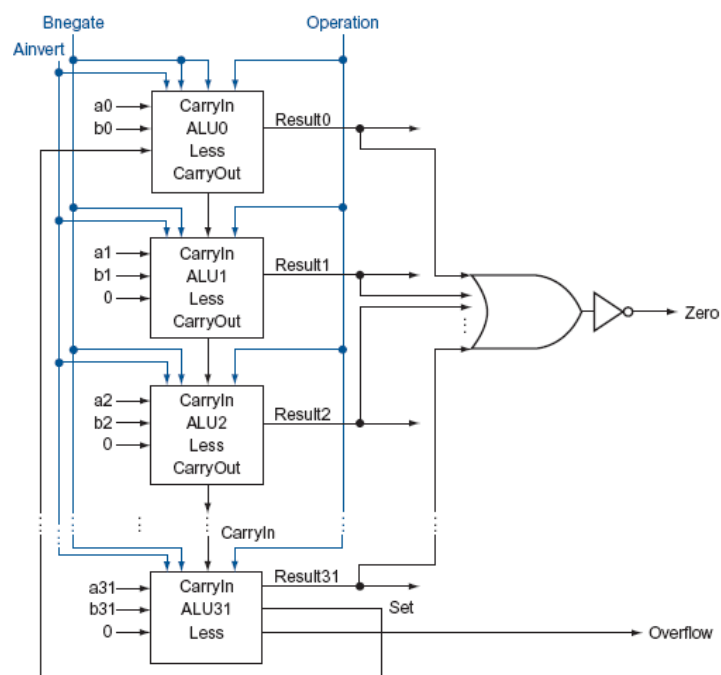 Bnegate
Operation
Ainvert
a0
b0
CarryIn
ALU0
Less
CarryOut
Result0
a1
b1
0
CarryIn
ALU1
Less
CarryOut
Result1
Zero
a2
b2
0
CarryIn
ALU2
Less
CarryOut
Result2
CarryIn
a31
b31
0
CarryIn
ALU31
Less
Result31
Set
Overflow